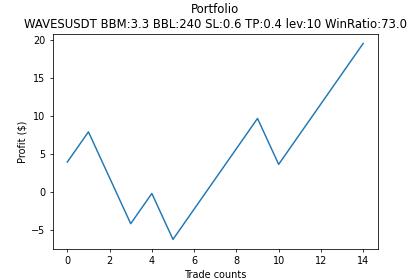 Portfolio
WAVESUSDT BBM:3.3 BBL:240 SL:0.6 TP:0.4 lev:10 WinRatio:73.0
20
15
10
5
0
−5
Profit ($)
0 2 4 6 8 10 12 14
Trade counts